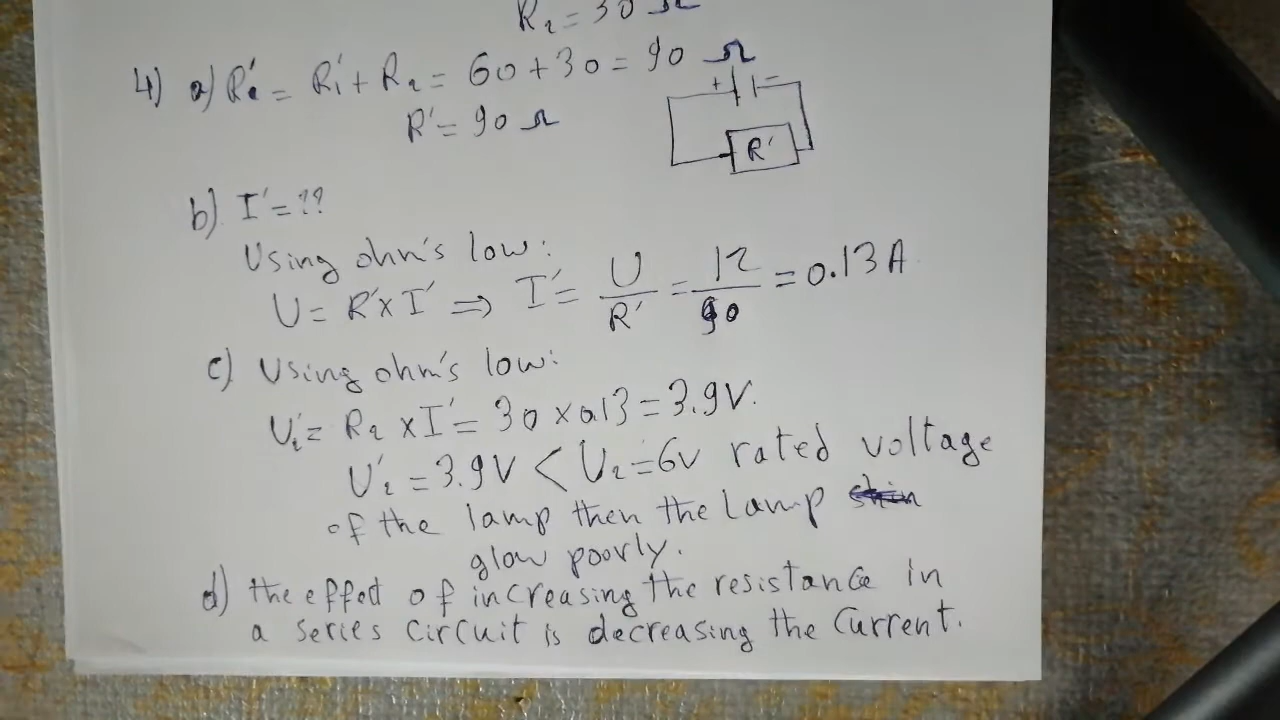 R₂ = 30 Ω
4) a) R'e = R₁' + R₂ = 60 + 30 = 90 Ω
R' = 90 Ω
+ -
R'
b) I' = ??
Using ohm's low:
U = R' x I' ⇒ I' = U/R' = 12/90 = 0.13 A
c) Using ohm's low:
U₂' = R₂ x I' = 30 x 0.13 = 3.9 V.
U'₂ = 3.9 V < U₂ = 6v rated voltage
of the lamp then the lamp
glow poorly.
d) the effect of increasing the resistance in
a series circuit is decreasing the current.